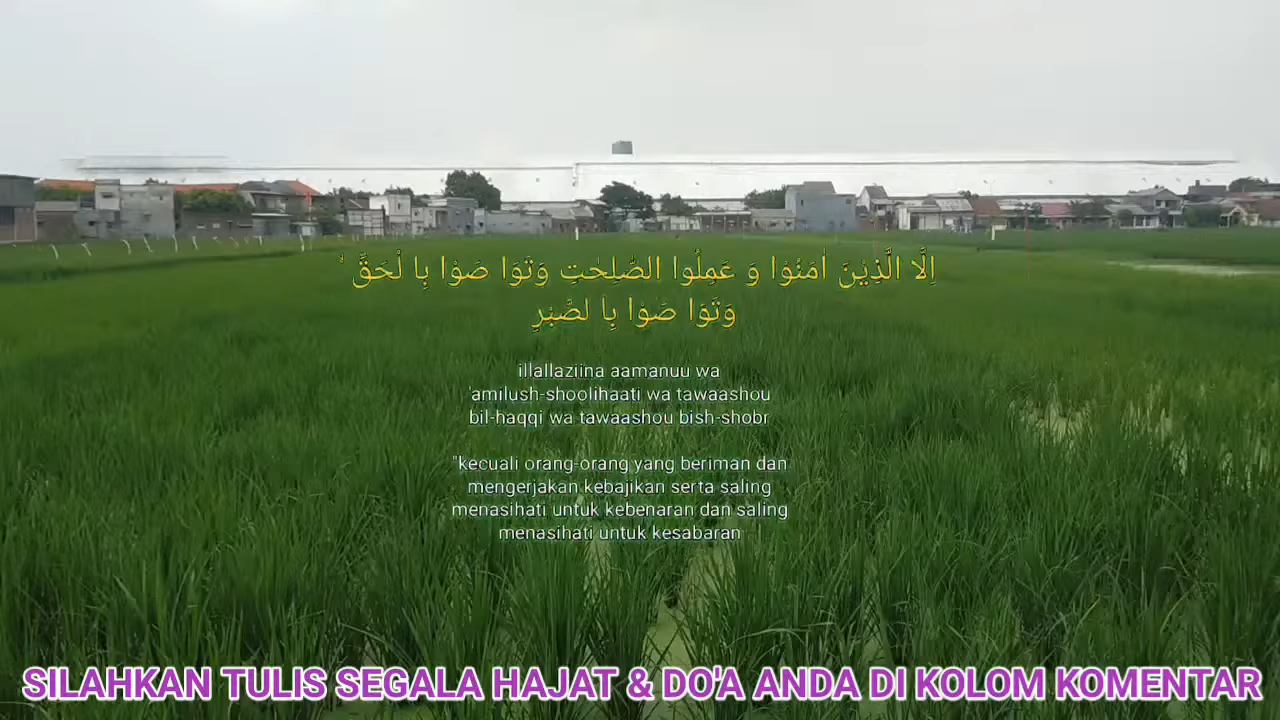 اِلَّا الَّذِيْنَ اٰمَنُوْا وَ عَمِلُوا الصّٰلِحٰتِ وَتَوَا صَوْا بِا لْحَقِّ ۙ
وَتَوَا صَوْا بِا لصَّبْرِ
illallaziina aamanuu wa
'amilush-shoolihaati wa tawaashou
bil-haqqi wa tawaashou bish-shobr
"kecuali orang-orang yang beriman dan
mengerjakan kebajikan serta saling
menasihati untuk kebenaran dan saling
menasihati untuk kesabaran
SILAHKAN TULIS SEGALA HAJAT & DO'A ANDA DI KOLOM KOMENTAR